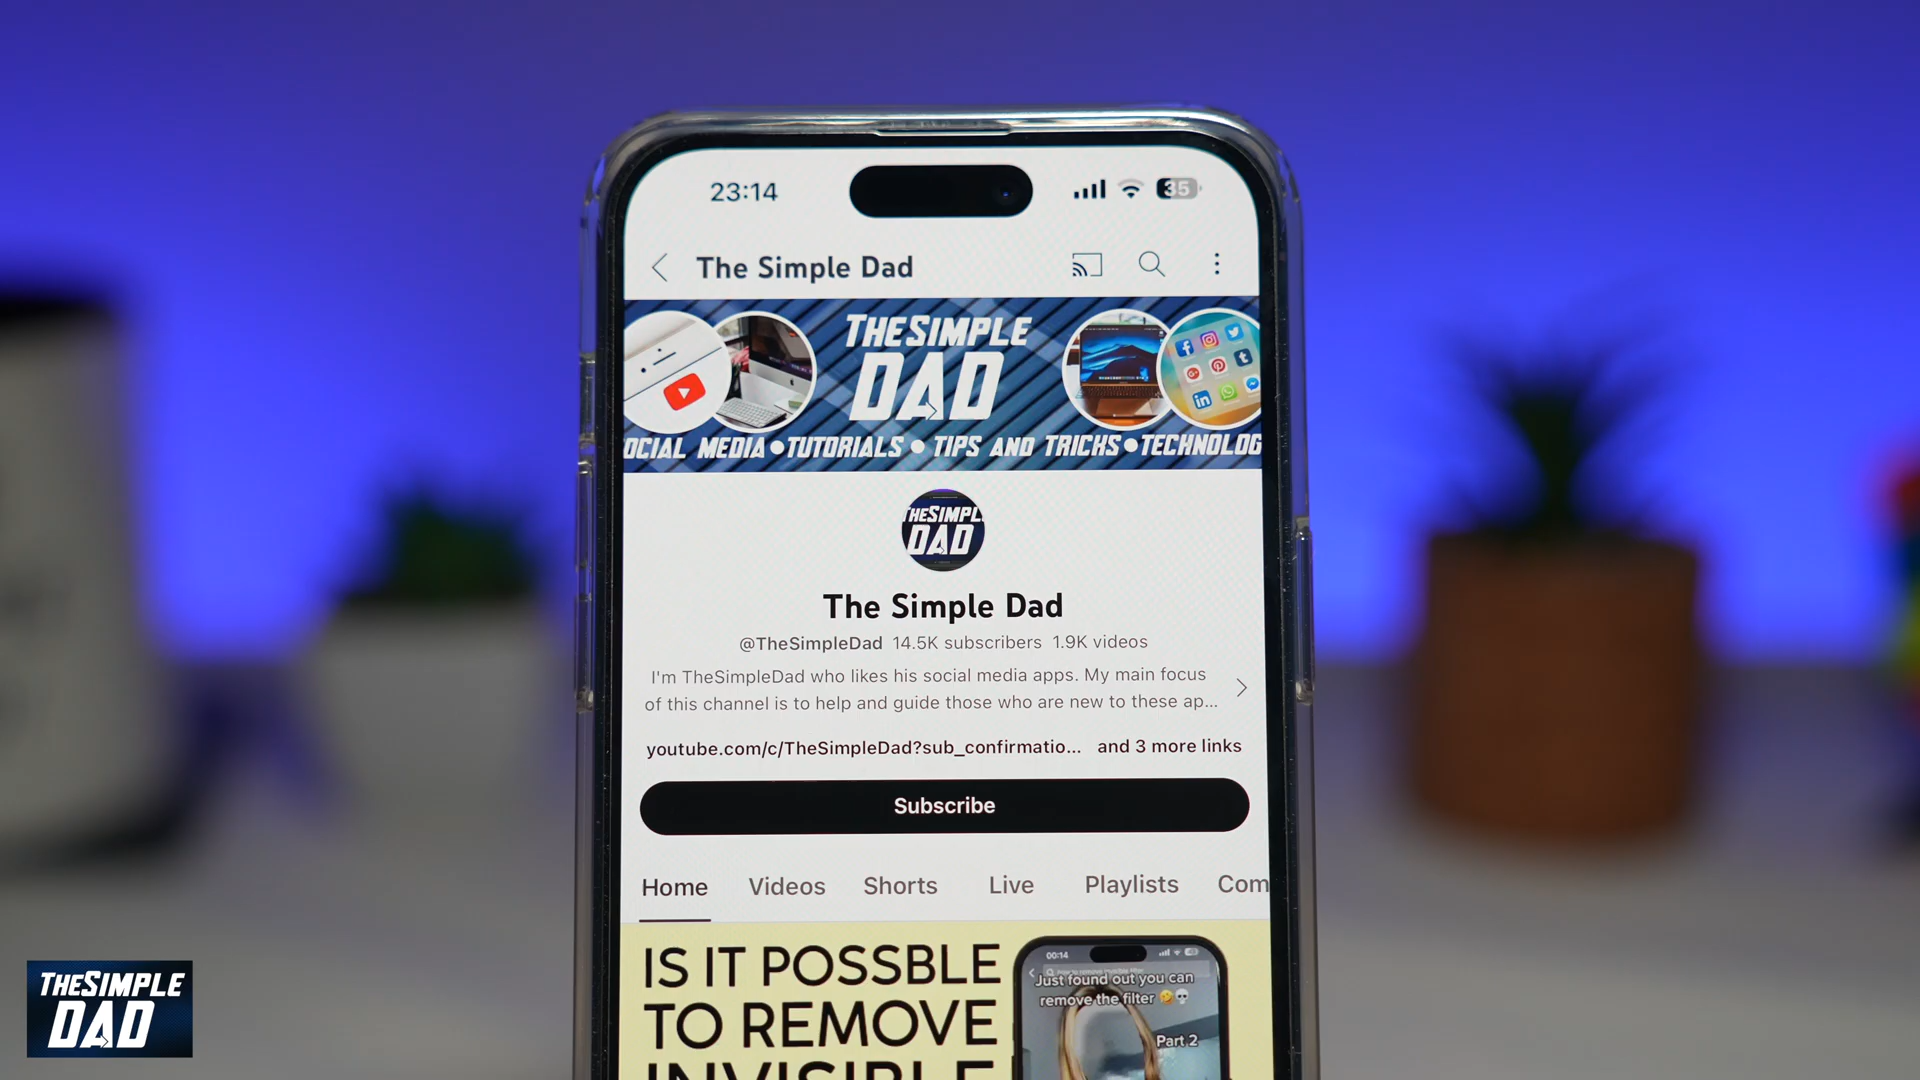 23:14
35
The Simple Dad
THESIMPLE
DAD
OCIAL MEDIA • TUTORIALS • TIPS AND TRICKS • TECHNOLOG
THESIMPL
DAD
The Simple Dad
@TheSimpleDad 14.5K subscribers 1.9K videos
I'm TheSimpleDad who likes his social media apps. My main focus
of this channel is to help and guide those who are new to these ap...
youtube.com/c/TheSimpleDad?sub_confirmatio... and 3 more links
Subscribe
Home Videos Shorts Live Playlists Com
IS IT POSSBLE
TO REMOVE
INVISIBLE
00:14
Just found out you can
remove the filter 🤣💀
Part 2
THESIMPLE
DAD